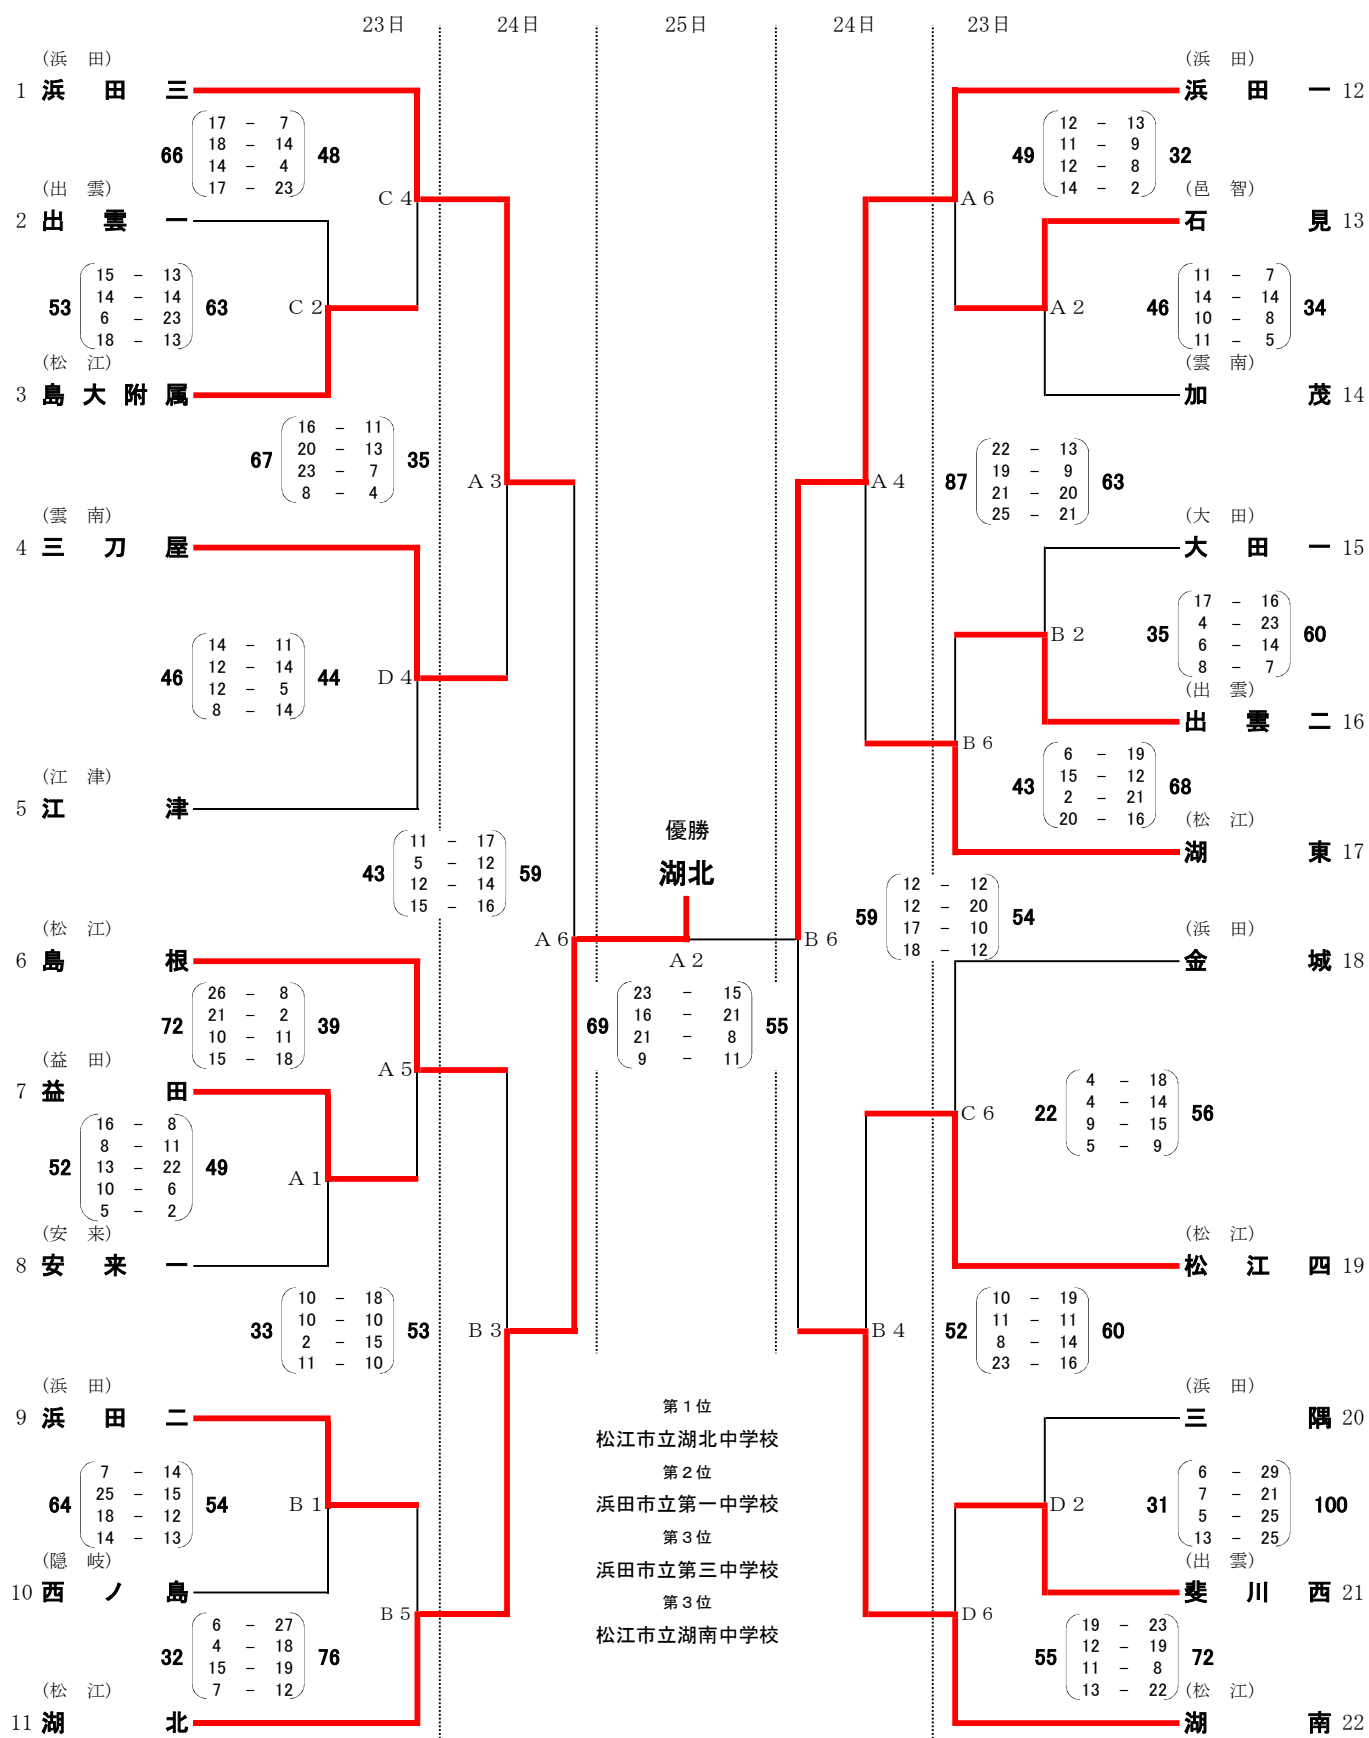 23日 24日 25日 24日 23日
(浜 田)
1 浜 田 三
66 48
17 - 7
18 - 14
14 - 4
17 - 23
C 4
(出 雲)
2 出 雲 一
53 63
15 - 13
14 - 14
6 - 23
18 - 13
C 2
(松 江)
3 島 大 附 属
67 35
16 - 11
20 - 13
23 - 7
8 - 4
A 3
(雲 南)
4 三 刀 屋
46 44
14 - 11
12 - 14
12 - 5
8 - 14
D 4
(江 津)
5 江 津
43 59
11 - 17
5 - 12
12 - 14
15 - 16
A 6
(松 江)
6 島 根
72 39
26 - 8
21 - 2
10 - 11
15 - 18
A 5
(益 田)
7 益 田
52 49
16 - 8
8 - 11
13 - 22
10 - 6
5 - 2
A 1
(安 来)
8 安 来 一
33 53
10 - 18
10 - 10
2 - 15
11 - 10
B 3
(浜 田)
9 浜 田 二
64 54
7 - 14
25 - 15
18 - 12
14 - 13
B 1
(隠 岐)
10 西 ノ 島
32 76
6 - 27
4 - 18
15 - 19
7 - 12
B 5
(松 江)
11 湖 北
優勝
湖北
A 2
69 55
23 - 15
16 - 21
21 - 8
9 - 11
第１位
松江市立湖北中学校
第２位
浜田市立第一中学校
第３位
浜田市立第三中学校
第３位
松江市立湖南中学校
(浜 田)
浜 田 一 12
49 32
12 - 13
11 - 9
12 - 8
14 - 2
A 6
(邑 智)
石 見 13
46 34
11 - 7
14 - 14
10 - 8
11 - 5
A 2
(雲 南)
加 茂 14
87 63
22 - 13
19 - 9
21 - 20
25 - 21
A 4
(大 田)
大 田 一 15
35 60
17 - 16
4 - 23
6 - 14
8 - 7
B 2
(出 雲)
出 雲 二 16
43 68
6 - 19
15 - 12
2 - 21
20 - 16
B 6
(松 江)
湖 東 17
59 54
12 - 12
12 - 20
17 - 10
18 - 12
B 6
(浜 田)
金 城 18
22 56
4 - 18
4 - 14
9 - 15
5 - 9
C 6
(松 江)
松 江 四 19
52 60
10 - 19
11 - 11
8 - 14
23 - 16
B 4
(浜 田)
三 隅 20
31 100
6 - 29
7 - 21
5 - 25
13 - 25
D 2
(出 雲)
斐 川 西 21
55 72
19 - 23
12 - 19
11 - 8
13 - 22
D 6
(松 江)
湖 南 22